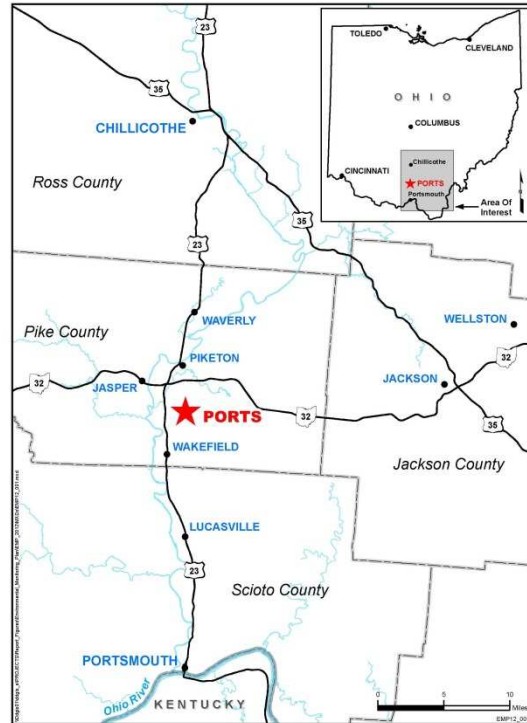 23
TOLEDO
CLEVELAND
OHIO
COLUMBUS
Chillicothe
CINCINNATI
PORTS
Portsmouth
Area Of
Interest
35
CHILLICOTHE
Ross County
35
23
WAVERLY
WELLSTON
Pike County
PIKETON
32
32
JASPER
JACKSON
PORTS
32
35
WAKEFIELD
Jackson County
LUCASVILLE
23
Scioto County
PORTSMOUTH
Ohio River
KENTUCKY
0 5 10
Miles